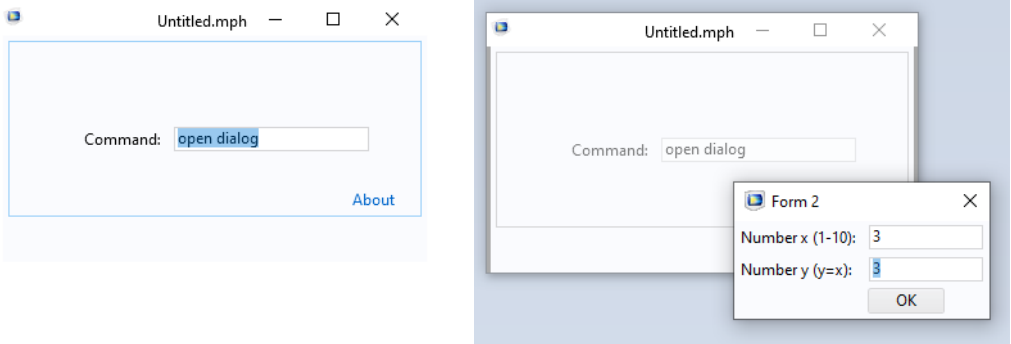 Untitled.mph
Command: open dialog
About
Untitled.mph
Command: open dialog
Form 2
Number x (1-10): 3
Number y (y=x): 3
OK